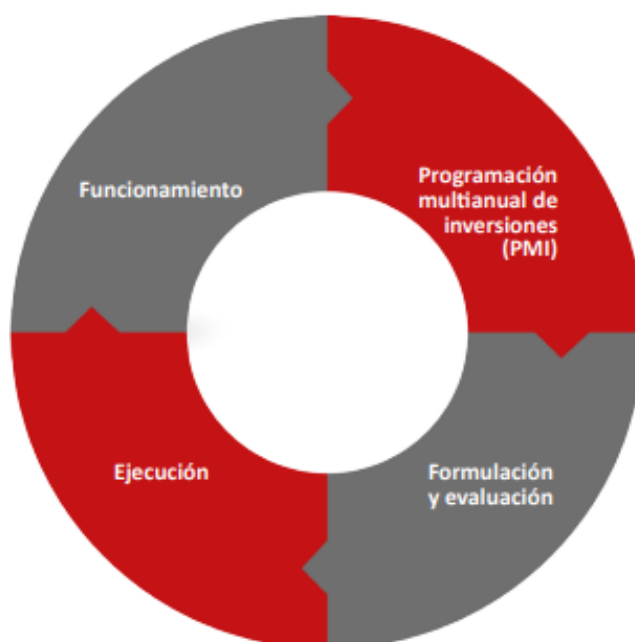 Funcionamiento
Programación
multianual de
inversiones
(PMI)
Ejecución
Formulación
y evaluación